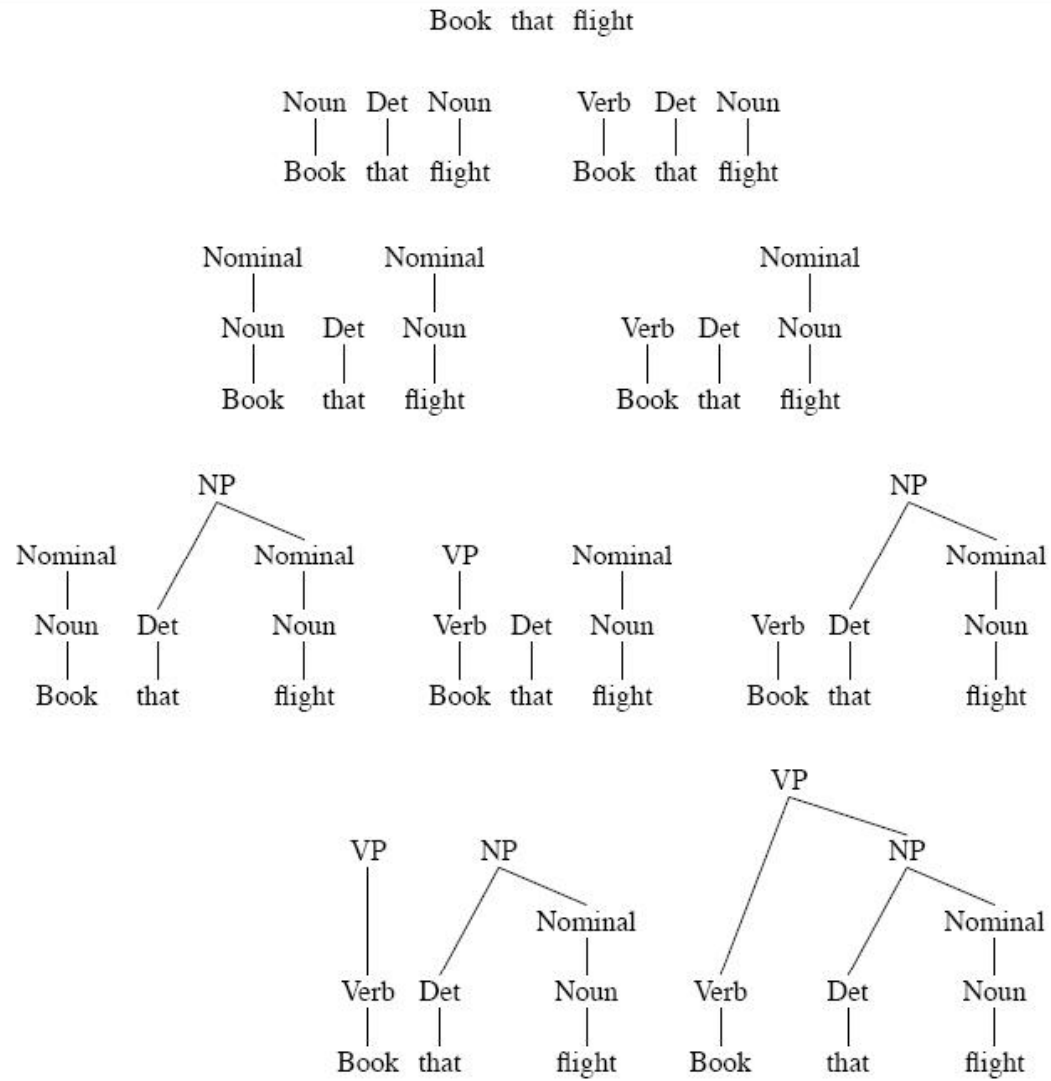 Book that flight
Noun Det Noun Verb Det Noun
Book that flight Book that flight
Nominal Nominal Nominal
Noun Det Noun Verb Det Noun
Book that flight Book that flight
NP NP
Nominal Nominal VP Nominal Nominal
Noun Det Noun Verb Det Noun Verb Det Noun
Book that flight Book that flight Book that flight
VP
VP NP NP
Nominal Nominal
Verb Det Noun Verb Det Noun
Book that flight Book that flight